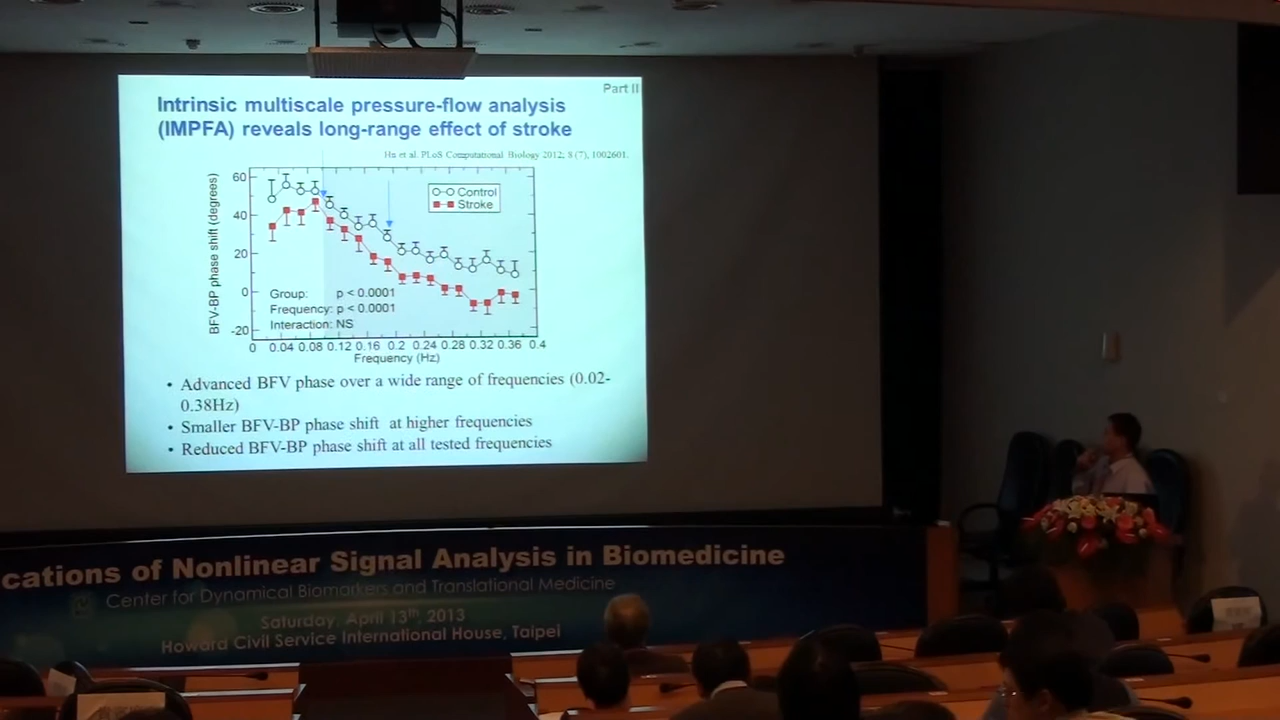 Part II
Intrinsic multiscale pressure-flow analysis
(IMPFA) reveals long-range effect of stroke
Hu et al. PLoS Computational Biology 2012; 8 (7), 1002601.
BFV-BP phase shift (degrees)
60
40
20
0
-20
Control
Stroke
Group: p < 0.0001
Frequency: p < 0.0001
Interaction: NS
0 0.04 0.08 0.12 0.16 0.2 0.24 0.28 0.32 0.36 0.4
Frequency (Hz)
• Advanced BFV phase over a wide range of frequencies (0.02-
0.38Hz)
• Smaller BFV-BP phase shift at higher frequencies
• Reduced BFV-BP phase shift at all tested frequencies
cations of Nonlinear Signal Analysis in Biomedicine
Center for Dynamical Biomarkers and Translational Medicine
Saturday, April 13th, 2013
Howard Civil Service International House, Taipei